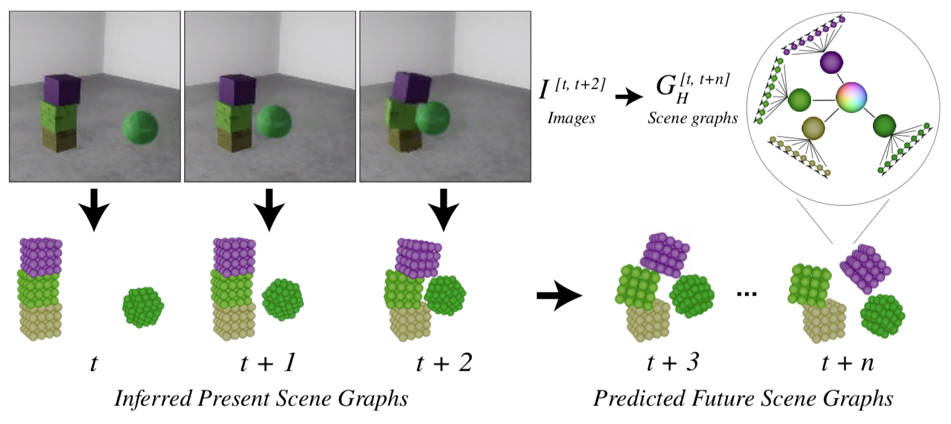 I [t, t+2] → G_H [t, t+n]
Images Scene graphs
t t + 1 t + 2 t + 3 ... t + n
Inferred Present Scene Graphs Predicted Future Scene Graphs